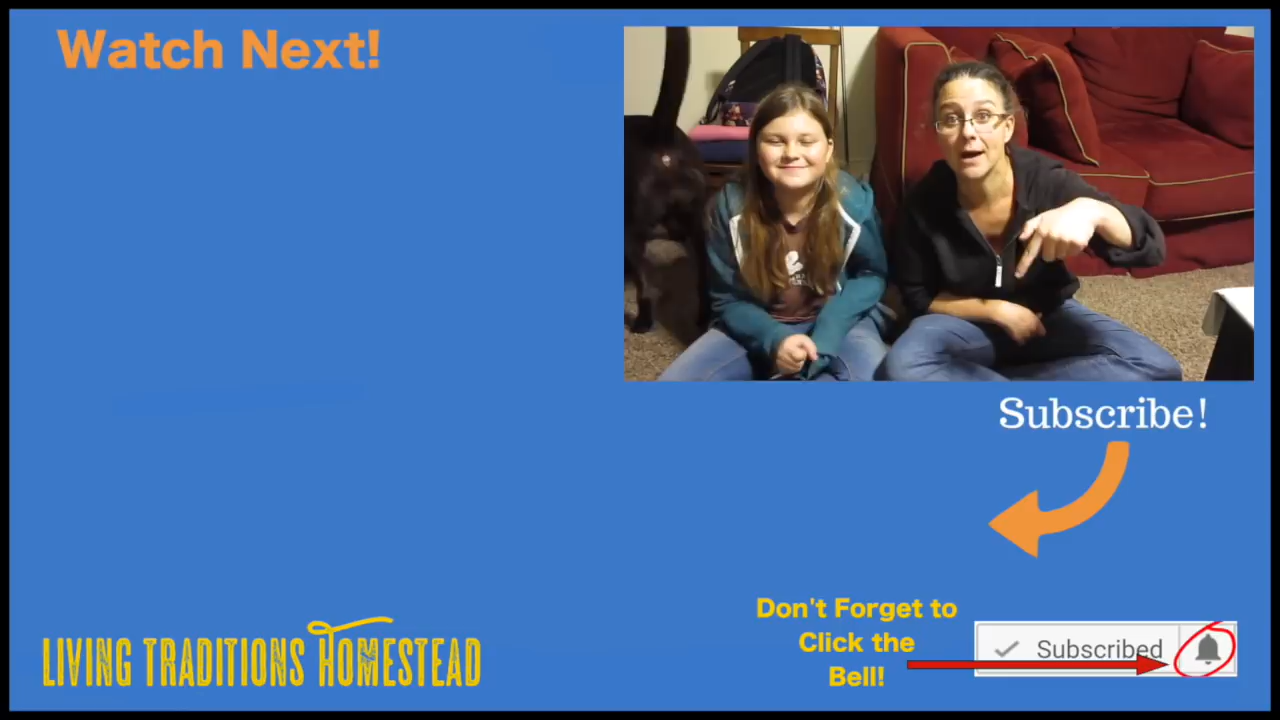 Watch Next!
Subscribe!
Don't Forget to
Click the
Bell!
Subscribed
LIVING TRADITIONS HOMESTEAD